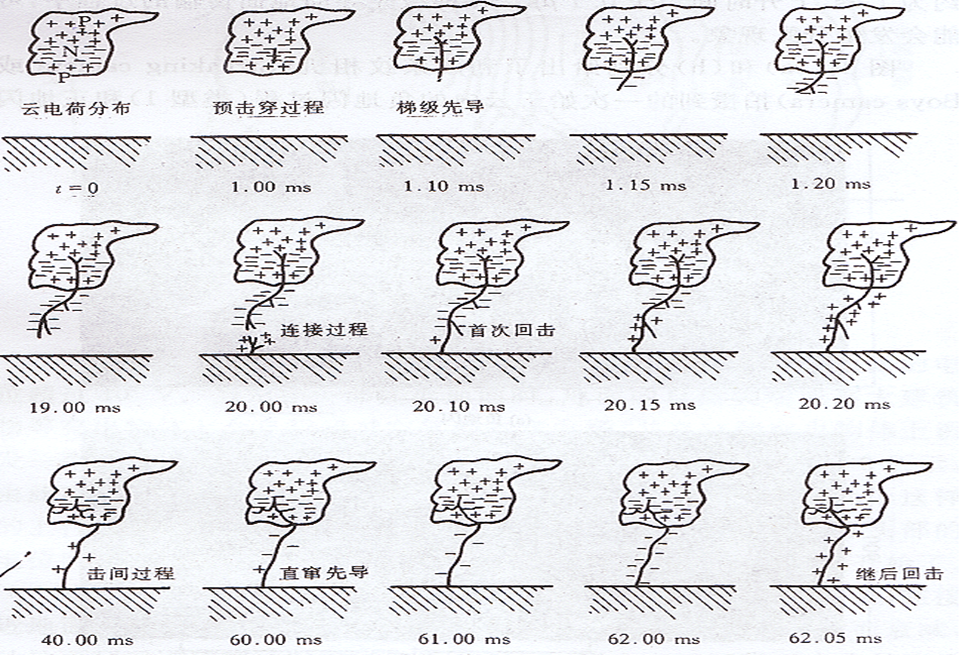 P
N
P
云电荷分布
预击穿过程
梯级先导
t=0
1.00 ms
1.10 ms
1.15 ms
1.20 ms
连接过程
首次回击
19.00 ms
20.00 ms
20.10 ms
20.15 ms
20.20 ms
击间过程
直窜先导
继后回击
40.00 ms
60.00 ms
61.00 ms
62.00 ms
62.05 ms